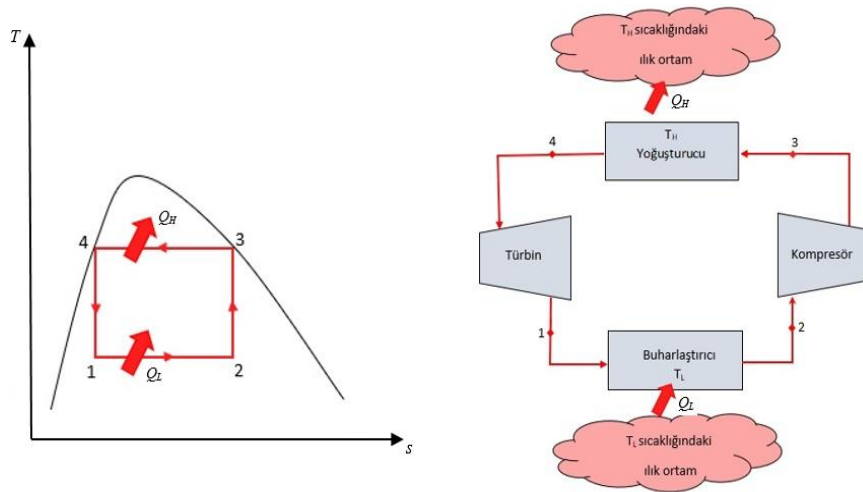 T
4
3
1
2
Q_H
Q_L
s
T_H sıcaklığındaki
ılık ortam
Q_H
T_H
Yoğuşturucu
4
3
Türbin
Kompresör
1
2
Buharlaştırıcı
T_L
Q_L
T_L sıcaklığındaki
ılık ortam